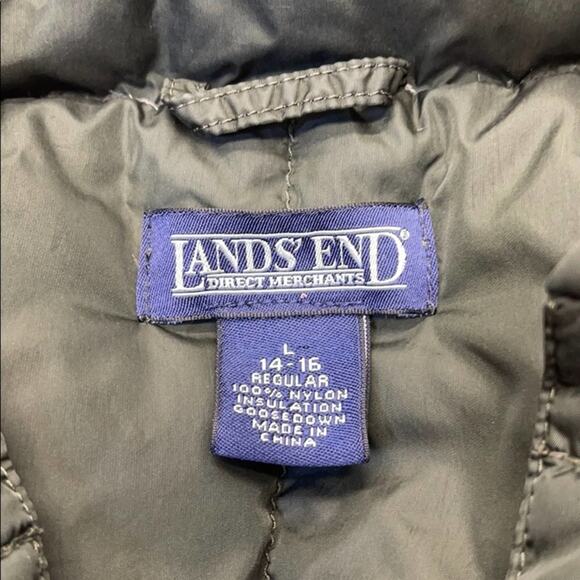 LANDS' END®
DIRECT MERCHANTS
L
14-16
REGULAR
100% NYLON
INSULATION
GOOSEDOWN
MADE IN
CHINA